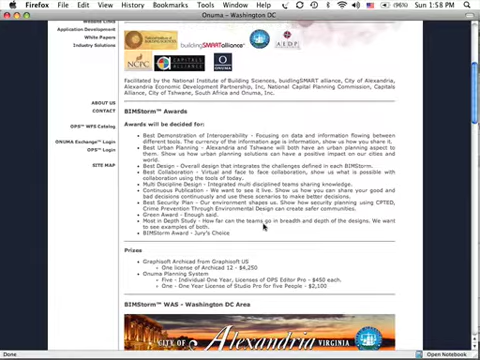 Firefox File Edit View History Bookmarks Tools Window Help (96%) Sun 1:58 PM
Onuma - Washington DC
Website Links
Application Development
White Papers
Industry Solutions
ABOUT US
CONTACT
OPS™ WFS Catalog
ONUMA Exchange™ Login
OPS™ Login
SITE MAP
buildingSMARTalliance
AEDP
NCPC
CAPITALS
ALLIANCE
ONUMA
Facilitated by the National Institute of Building Sciences, buidlingSMART alliance, City of Alexandria,
Alexandria Economic Development Partnership, Inc, National Capital Planning Commission, Capitals
Alliance, City of Tshwane, South Africa and Onuma, Inc.
BIMStorm™ Awards
Awards will be decided for:
• Best Demonstration of Interoperability - Focusing on data and information flowing between
different tools. The currency of the information age is information, show us how you share it.
• Best Urban Planning - Alexandria and Tshwane will both have an urban planning aspect to
them. Show us how urban planning solutions can have a positive impact on our cities and
world.
• Best Design - Overall design that integrates the challenges defined in each BIMStorm.
• Best Collaboration - Virtual and face to face collaboration, show us what is possible with
collaboration using the tools of today.
• Multi Discipline Design - Integrated multi disciplined teams sharing knowledge.
• Continuous Publication - We want to see it live. Show us how you can share your good and
bad decisions continuously and use these scenarios to make better decisions.
• Best Security Plan - Our environment shapes us. Show how security planning using CPTED,
Crime Prevention Through Environmental Design can create safer communities.
• Green Award - Enough said.
• Most in Depth Study - How far can the teams go in breadth and depth of the designs. We want
to see examples of both.
• BIMStorm Award - Jury's Choice
Prizes
• Graphisoft Archicad from Graphisoft US
• One license of Archicad 12 - $4,250
• Onuma Planning System
• Five - Individual One Year, Licenses of OPS Editor Pro - $450 each.
• One - One Year License of Studio Pro for five People - $2,100
BIMStorm™ WAS - Washington DC Area
CITY OF Alexandria VIRGINIA
Done
Open Notebook